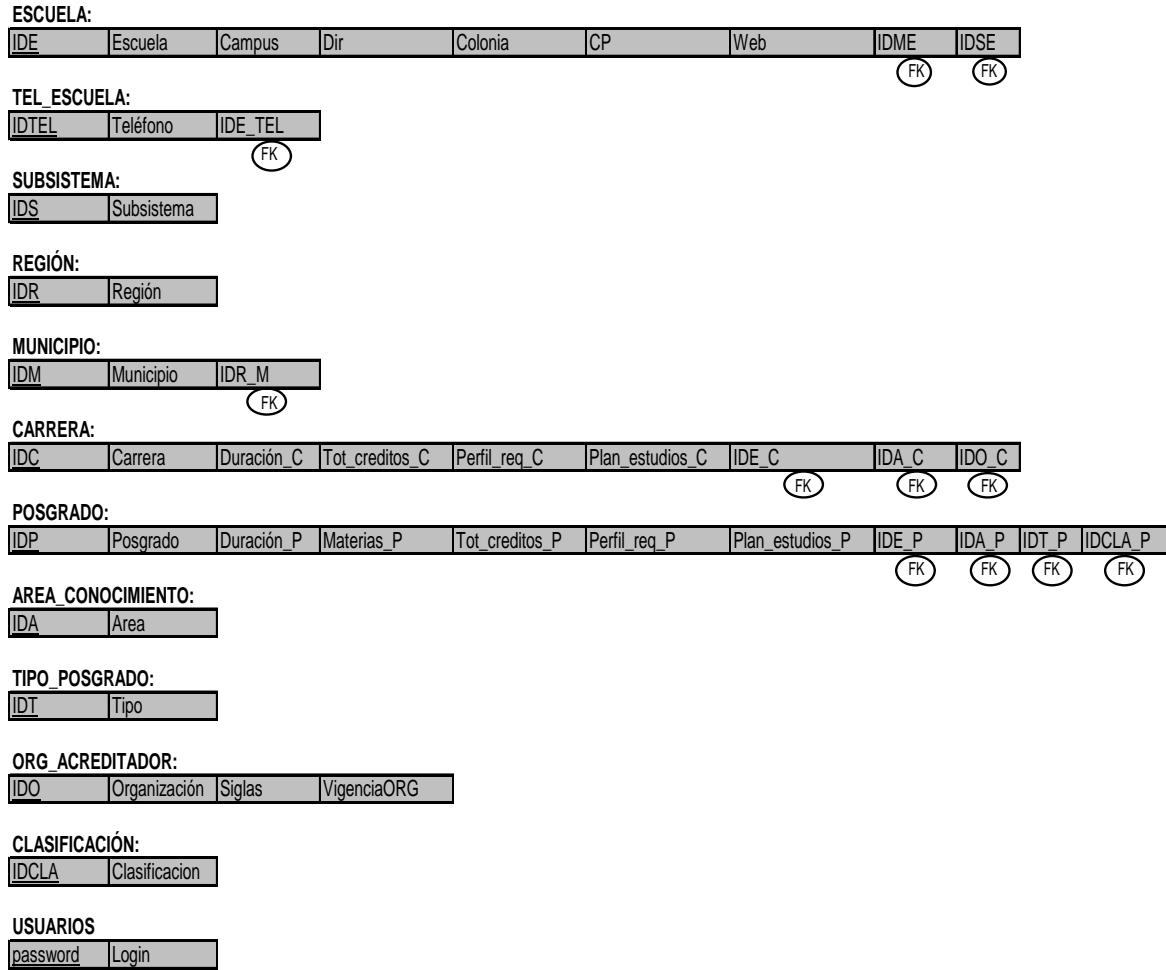 ESCUELA:
IDE Escuela Campus Dir Colonia CP Web IDME IDSE
FK FK
TEL_ESCUELA:
IDTEL Teléfono IDE_TEL
FK
SUBSISTEMA:
IDS Subsistema
REGIÓN:
IDR Región
MUNICIPIO:
IDM Municipio IDR_M
FK
CARRERA:
IDC Carrera Duración_C Tot_creditos_C Perfil_req_C Plan_estudios_C IDE_C IDA_C IDO_C
FK FK FK
POSGRADO:
IDP Posgrado Duración_P Materias_P Tot_creditos_P Perfil_req_P Plan_estudios_P IDE_P IDA_P IDT_P IDCLA_P
FK FK FK FK
AREA_CONOCIMIENTO:
IDA Area
TIPO_POSGRADO:
IDT Tipo
ORG_ACREDITADOR:
IDO Organización Siglas VigenciaORG
CLASIFICACIÓN:
IDCLA Clasificacion
USUARIOS
password Login